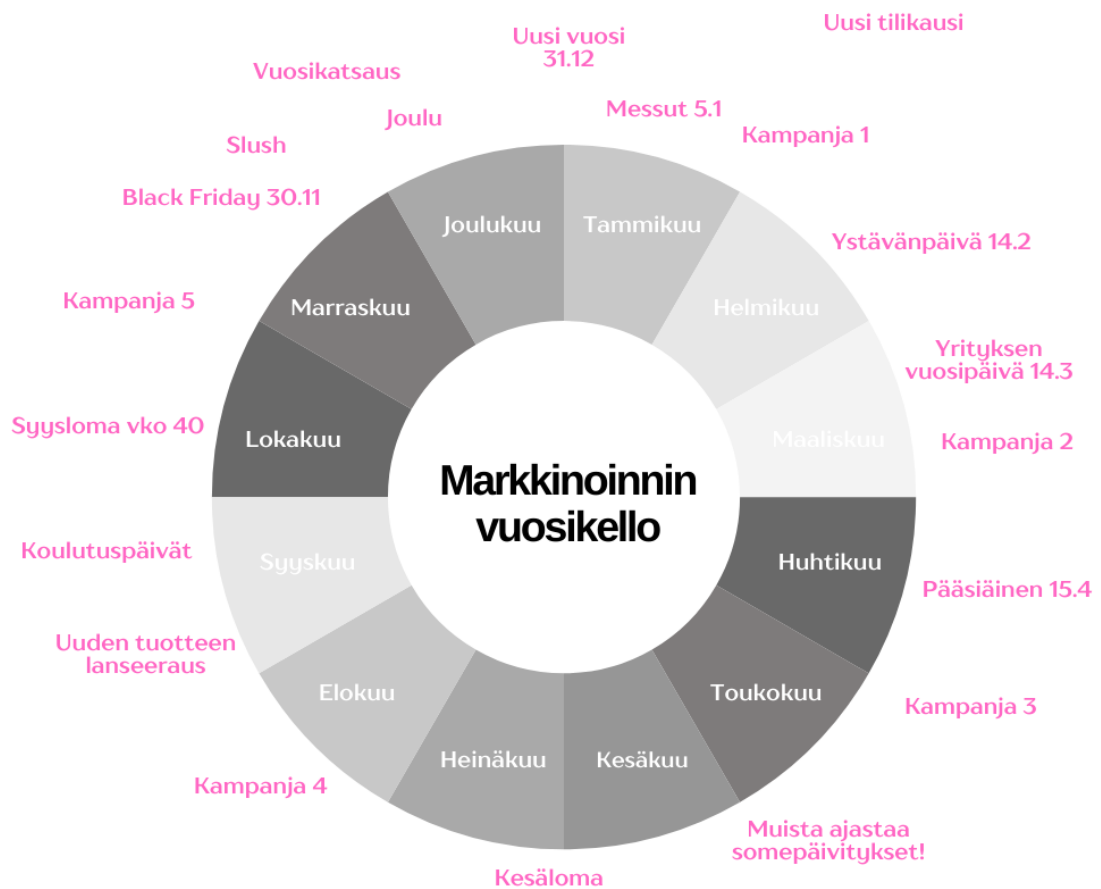 Uusi tilikausi
Uusi vuosi
31.12
Vuosikatsaus
Messut 5.1
Joulu
Kampanja 1
Slush
Black Friday 30.11
Joulukuu
Tammikuu
Ystävänpäivä 14.2
Kampanja 5
Marraskuu
Helmikuu
Yrityksen
vuosipäivä 14.3
Syysloma vko 40
Lokakuu
Maaliskuu
Kampanja 2
Markkinoinnin
vuosikello
Koulutuspäivät
Syyskuu
Huhtikuu
Pääsiäinen 15.4
Uuden tuotteen
lanseeraus
Elokuu
Toukokuu
Kampanja 3
Heinäkuu
Kesäkuu
Kampanja 4
Muista ajastaa
somepäivitykset!
Kesäloma